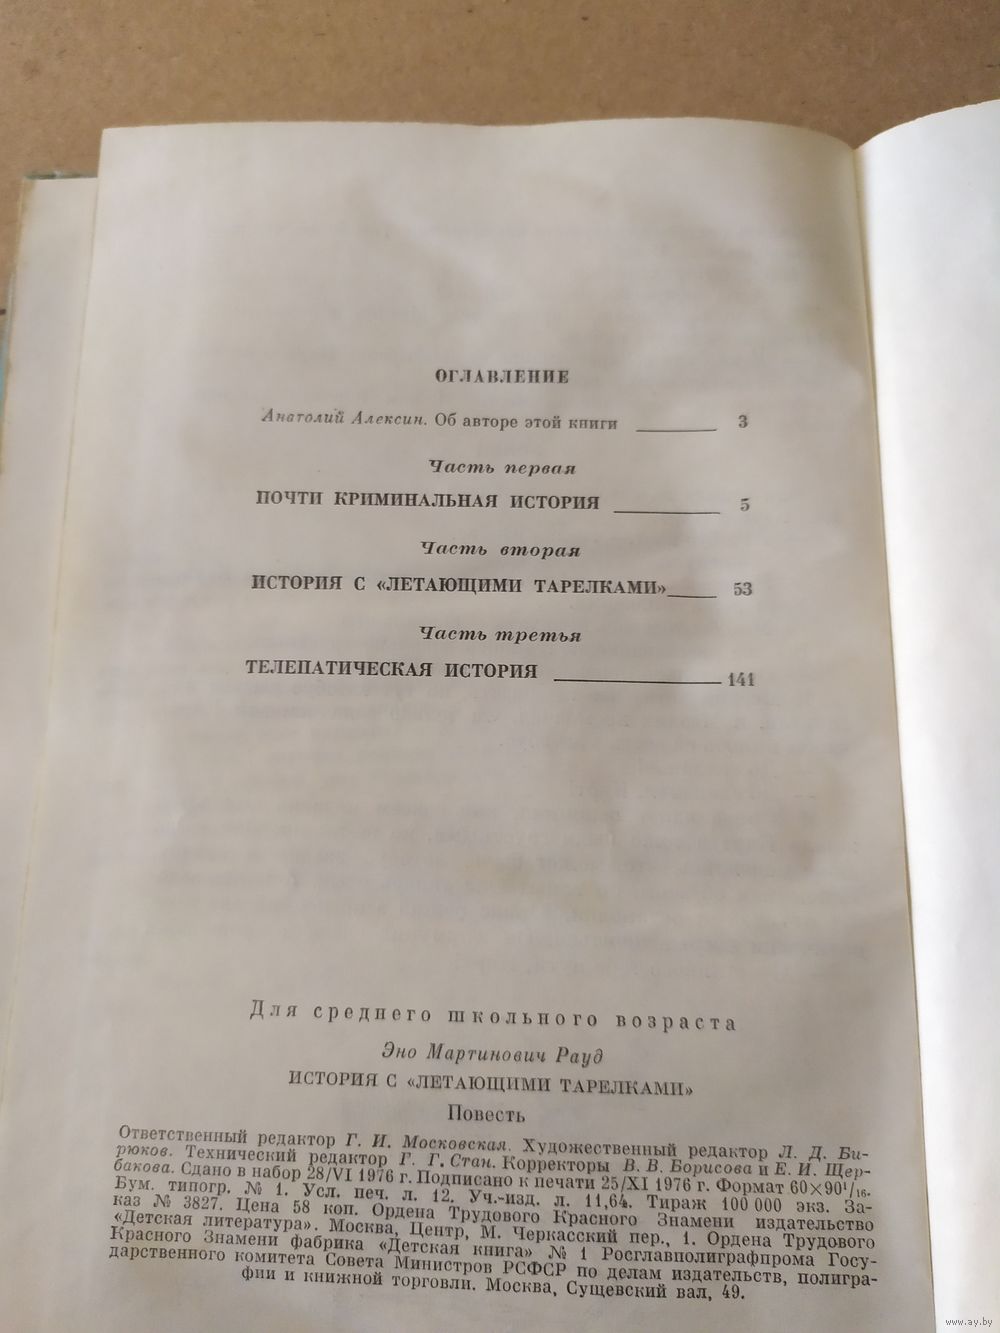 ОГЛАВЛЕНИЕ
Анатолий Алексин. Об авторе этой книги 3
Часть первая
ПОЧТИ КРИМИНАЛЬНАЯ ИСТОРИЯ 5
Часть вторая
ИСТОРИЯ С «ЛЕТАЮЩИМИ ТАРЕЛКАМИ» 53
Часть третья
ТЕЛЕПАТИЧЕСКАЯ ИСТОРИЯ 141
Для среднего школьного возраста
Эно Мартинович Рауд
ИСТОРИЯ С «ЛЕТАЮЩИМИ ТАРЕЛКАМИ»
Повесть
Ответственный редактор Г. И. Московская. Художественный редактор Л. Д. Би-
рюков. Технический редактор Г. Г. Стан. Корректоры В. В. Борисова и Е. И. Щер-
бакова. Сдано в набор 28/VI 1976 г. Подписано к печати 25/XI 1976 г. Формат 60×90¹/₁₆.
Бум. типогр. № 1. Усл. печ. л. 12. Уч.-изд. л. 11,64. Тираж 100 000 экз. За-
каз № 3827. Цена 58 коп. Ордена Трудового Красного Знамени издательство
«Детская литература». Москва, Центр, М. Черкасский пер., 1. Ордена Трудового
Красного Знамени фабрика «Детская книга» № 1 Росглавполиграфпрома Госу-
дарственного комитета Совета Министров РСФСР по делам издательств, полигра-
фии и книжной торговли. Москва, Сущевский вал, 49.
www.ay.by